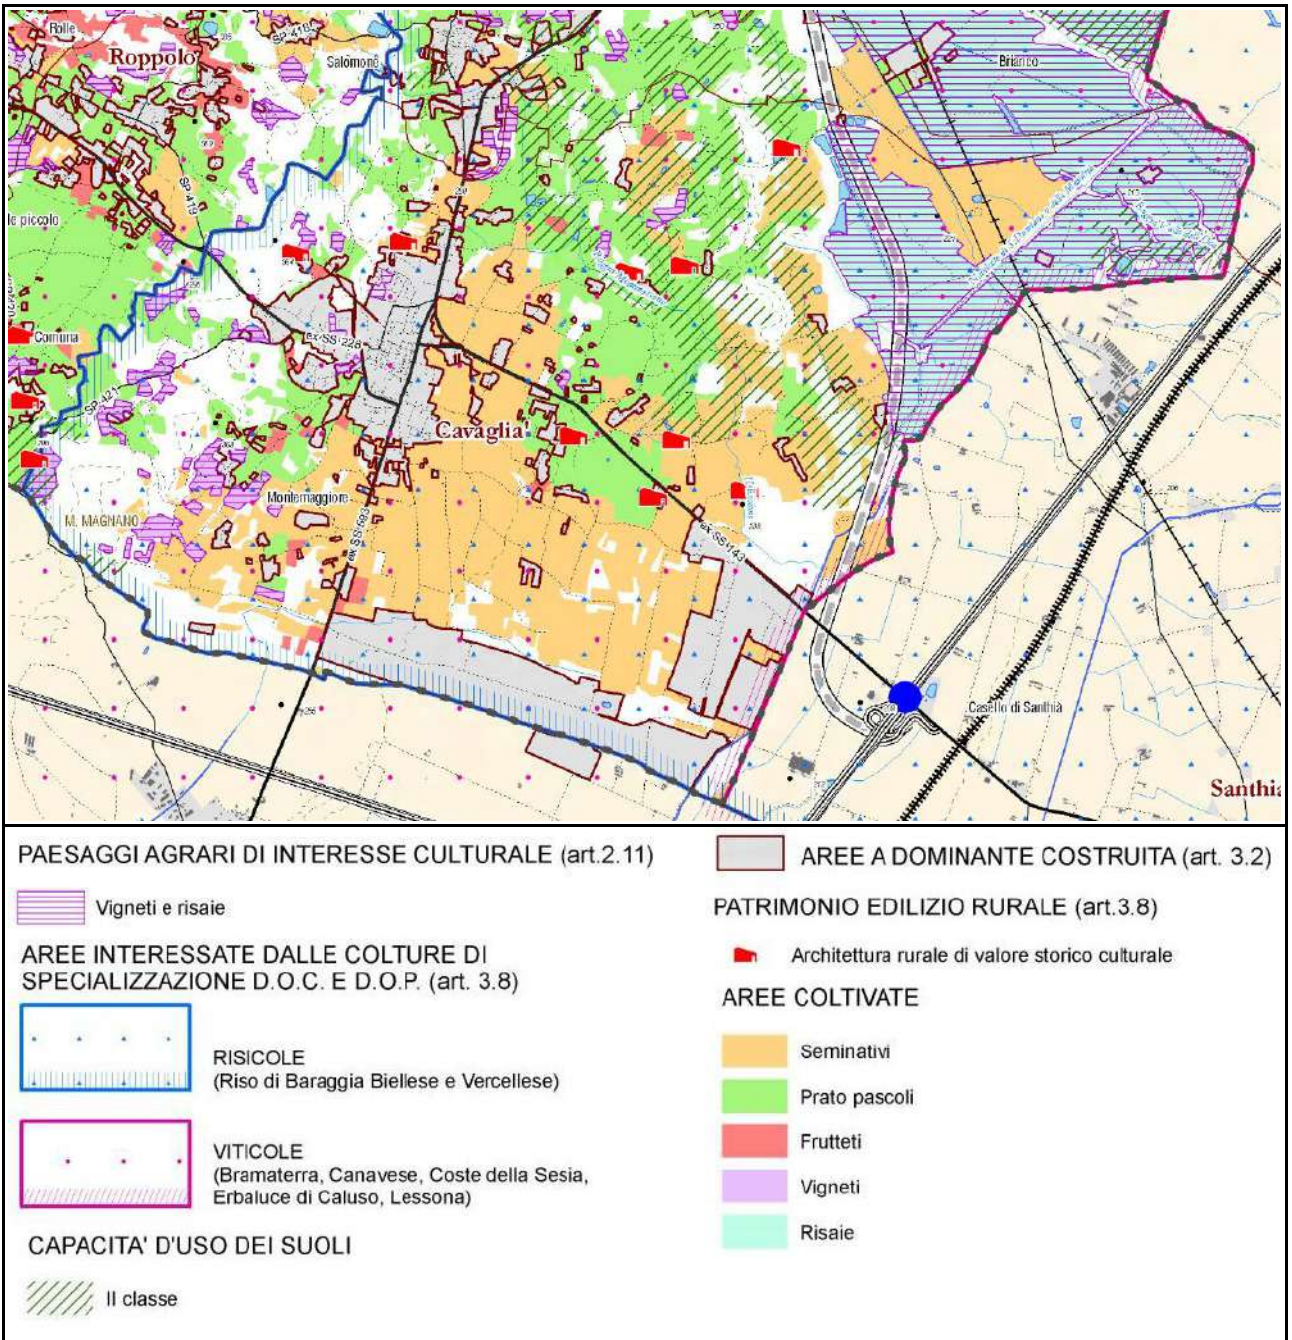 Rolle
SP 418
Roppolo
Salomone
Brianco
SP 419
le piccolo
Comuna
ex SS 228
SP 421
Cavaglia'
Montemaggiore
M. MAGNANO
ex SS 593
ex SS 143
Casello di Santhià
Santhia
PAESAGGI AGRARI DI INTERESSE CULTURALE (art.2.11)
Vigneti e risaie
AREE INTERESSATE DALLE COLTURE DI
SPECIALIZZAZIONE D.O.C. E D.O.P. (art. 3.8)
RISICOLE
(Riso di Baraggia Biellese e Vercellese)
VITICOLE
(Bramaterra, Canavese, Coste della Sesia,
Erbaluce di Caluso, Lessona)
CAPACITA' D'USO DEI SUOLI
II classe
AREE A DOMINANTE COSTRUITA (art. 3.2)
PATRIMONIO EDILIZIO RURALE (art.3.8)
Architettura rurale di valore storico culturale
AREE COLTIVATE
Seminativi
Prato pascoli
Frutteti
Vigneti
Risaie